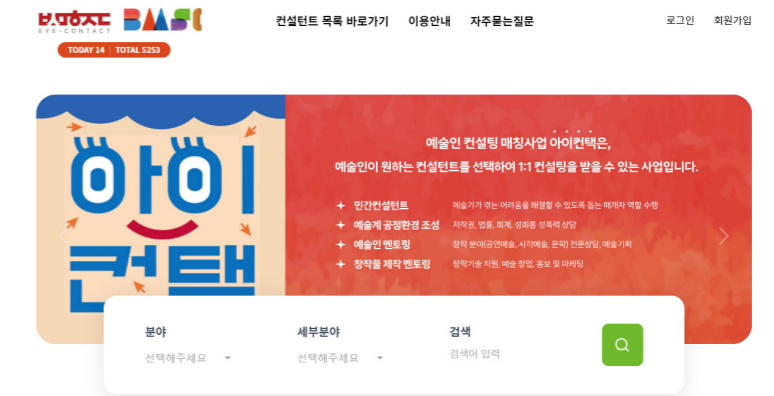 EYE-CONTACT
컨설턴트 목록 바로가기 이용안내 자주묻는질문 로그인 회원가입
TODAY 14 | TOTAL 5253
아이
컨택
예술인 컨설팅 매칭사업 아이컨택은,
예술인이 원하는 컨설턴트를 선택하여 1:1 컨설팅을 받을 수 있는 사업입니다.
민간컨설턴트 예술가가 겪는 어려움을 해결할 수 있도록 돕는 매개자 역할 수행
예술계 공정환경 조성 저작권, 법률, 회계, 성희롱 성폭력 상담
예술인 멘토링 창작 분야(공연예술, 시각예술, 문학) 전문상담, 예술기획
창작물 제작 멘토링 창작기술 지원, 예술 창업, 홍보 및 마케팅
분야 세부분야 검색
선택해주세요 선택해주세요 검색어 입력